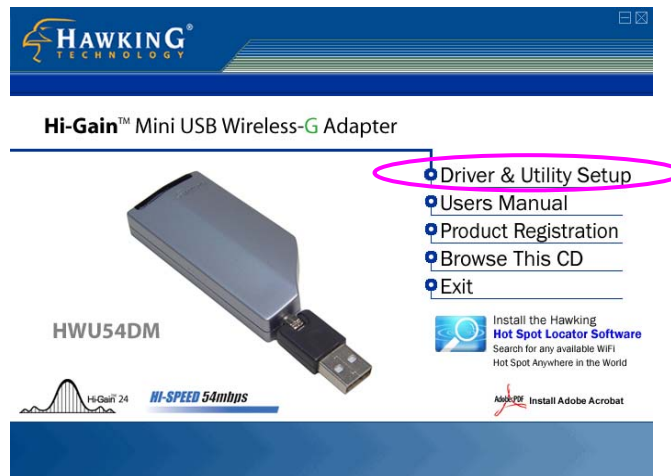 HAWKING®
TECHNOLOGY
Hi-Gain™ Mini USB Wireless-G Adapter
Driver & Utility Setup
Users Manual
Product Registration
Browse This CD
Exit
HWU54DM
Install the Hawking
Hot Spot Locator Software
Search for any available WiFi
Hot Spot Anywhere in the World
Hi-Gain™ 24
HI-SPEED 54mbps
Adobe PDF
Install Adobe Acrobat